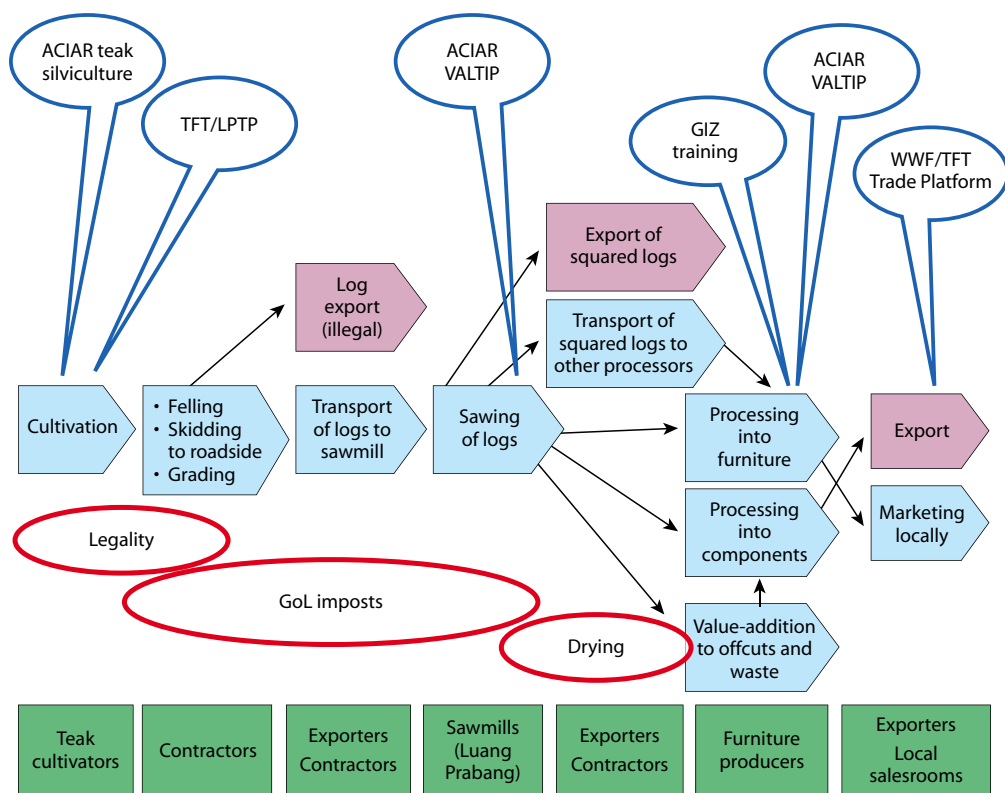 ACIAR teak
silviculture
TFT/LPTP
ACIAR
VALTIP
GIZ
training
ACIAR
VALTIP
WWF/TFT
Trade Platform
Log
export
(illegal)
Export of
squared logs
Transport of
squared logs to
other processors
Cultivation
• Felling
• Skidding
to roadside
• Grading
Transport
of logs to
sawmill
Sawing
of logs
Processing
into
furniture
Export
Processing
into
components
Marketing
locally
Value-addition
to offcuts and
waste
Legality
GoL imposts
Drying
Teak
cultivators
Contractors
Exporters
Contractors
Sawmills
(Luang
Prabang)
Exporters
Contractors
Furniture
producers
Exporters
Local
salesrooms